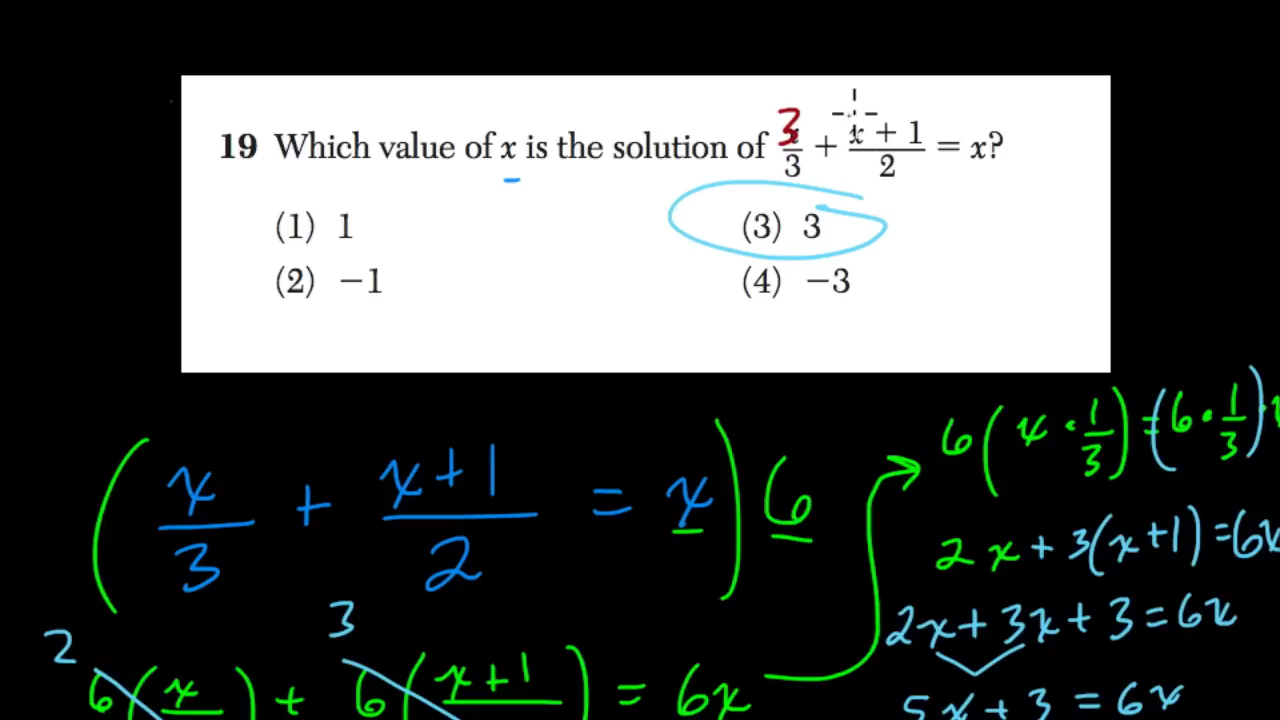 19 Which value of x is the solution of x/3 + (x + 1)/2 = x?
3
(1) 1
(3) 3
(2) −1
(4) −3
(x/3 + (x+1)/2 = x) 6
6(x · 1/3) = (6 · 1/3) ·
2x + 3(x+1) = 6x
2x + 3x + 3 = 6x
5x + 3 = 6x
2
3
6(x) + 6(x+1) = 6x